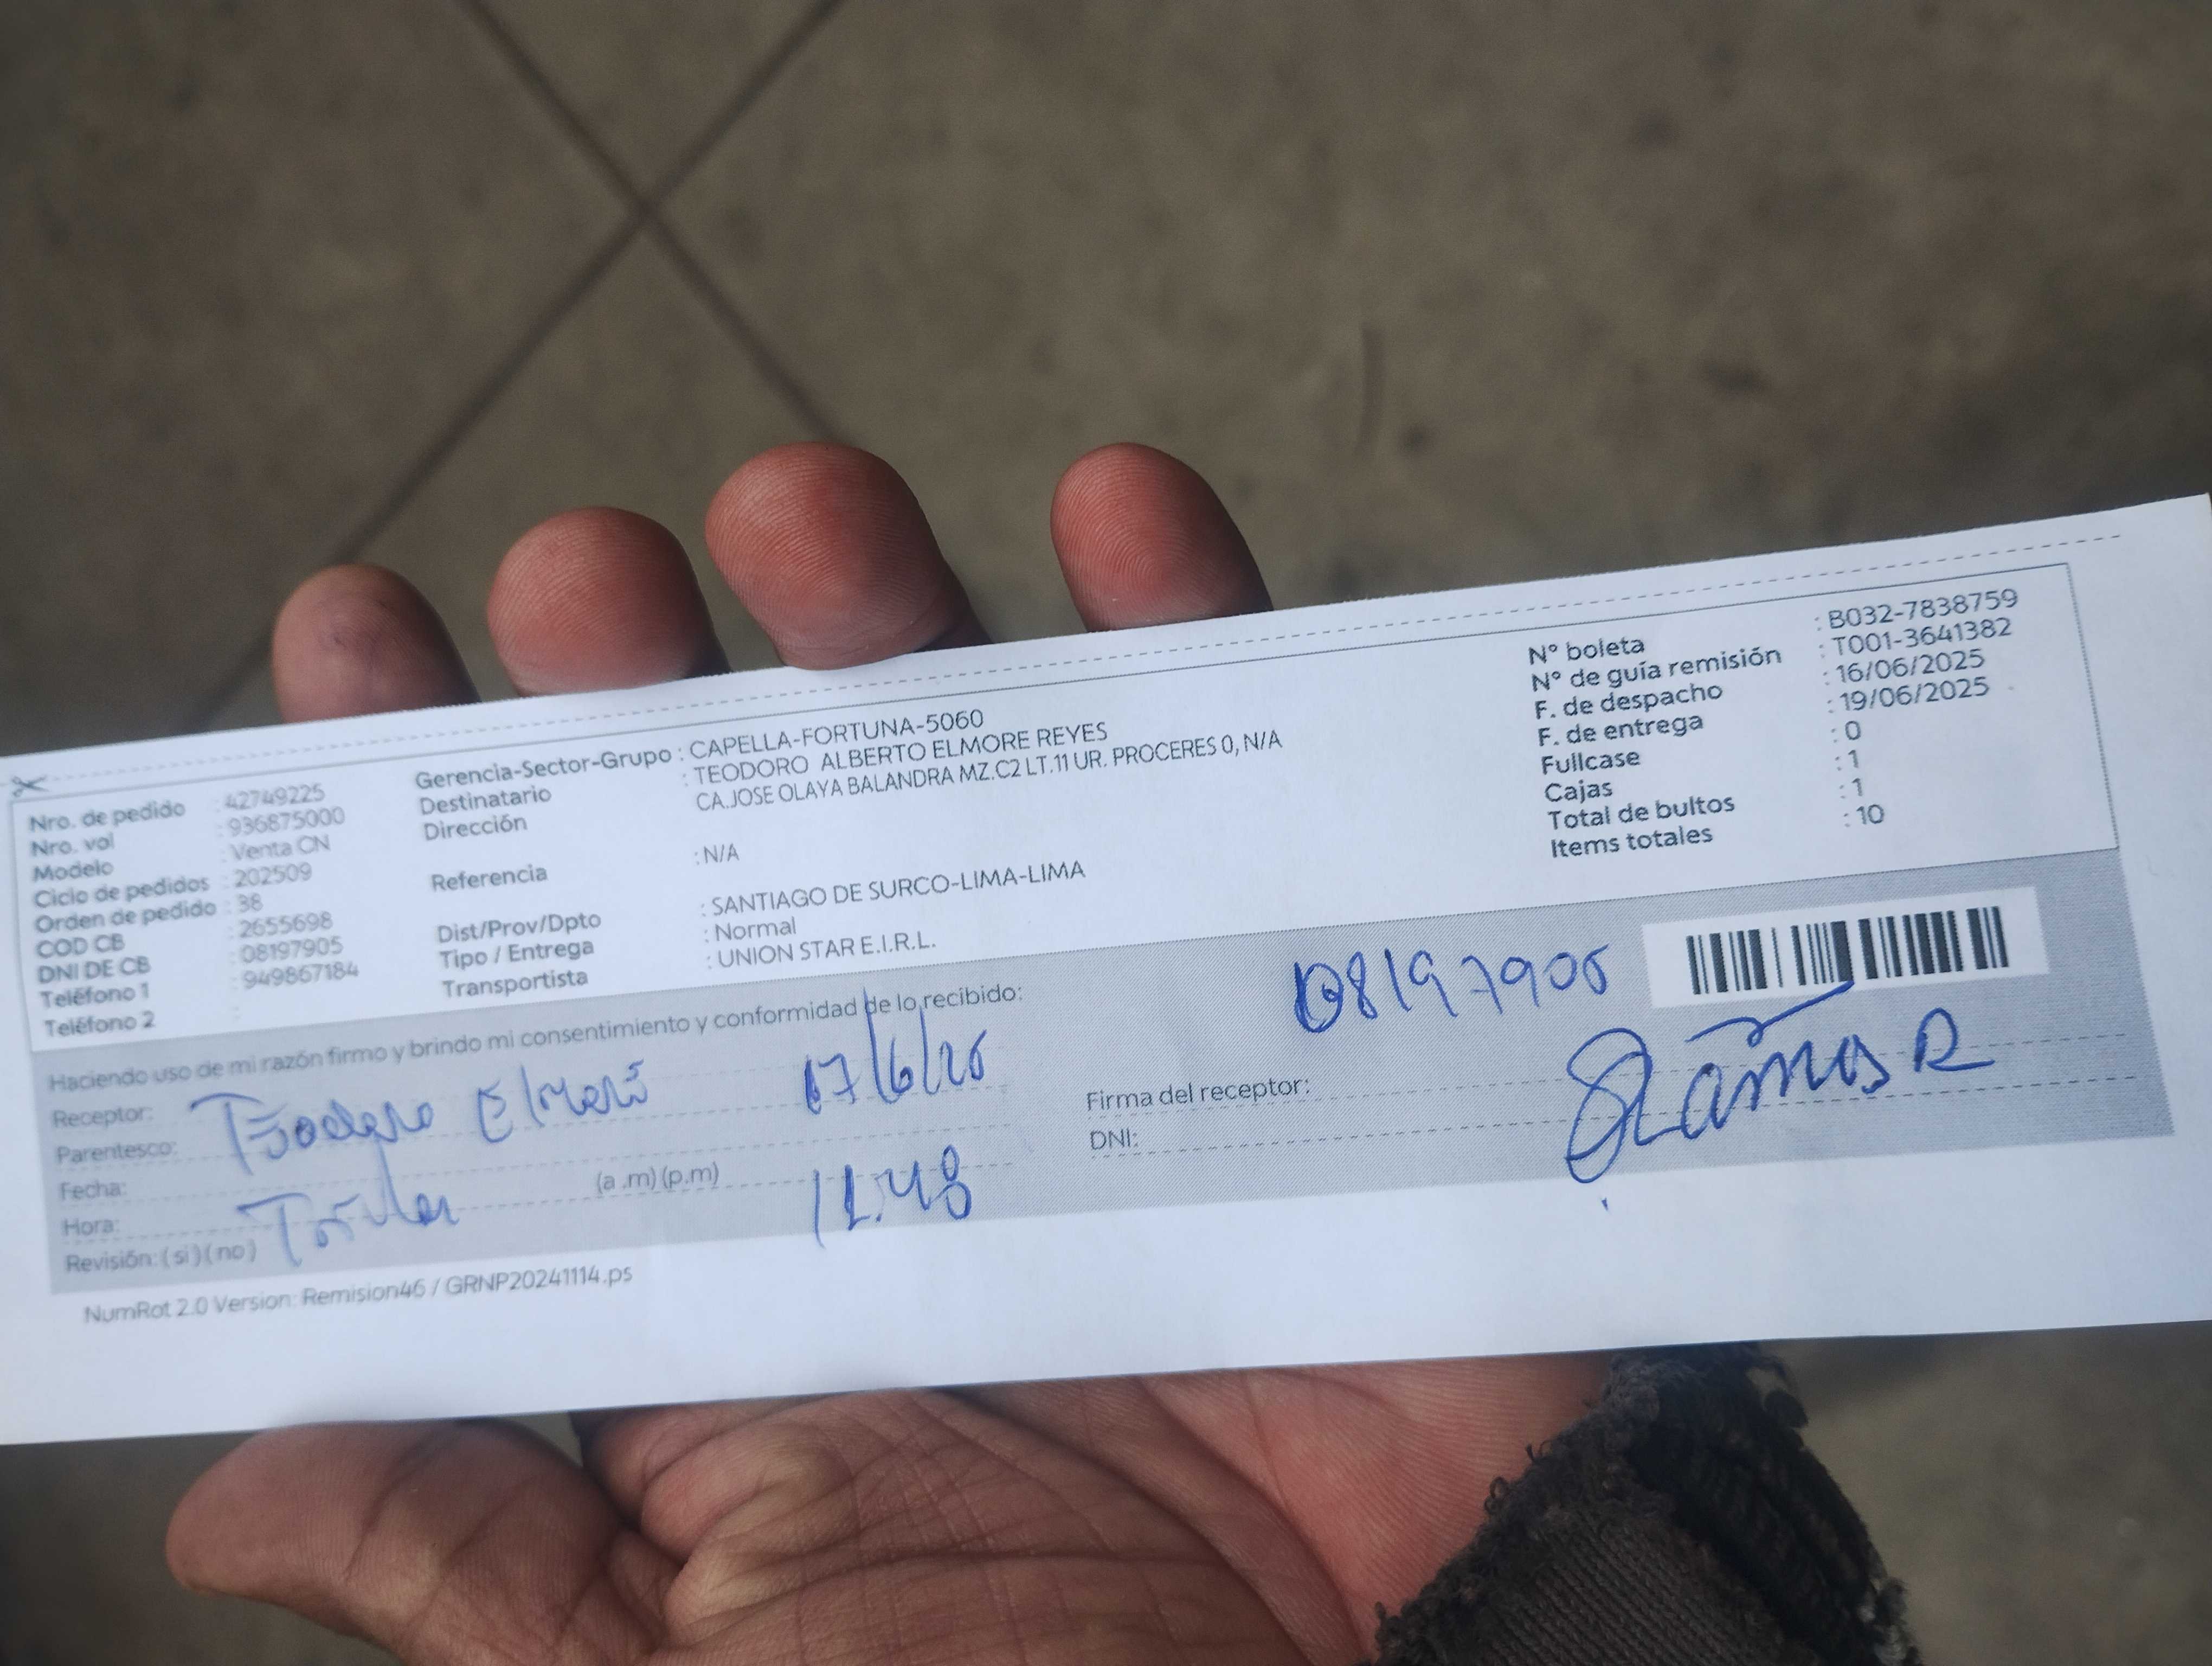 Nro. de pedido : 42749225
Nro. vol : 936875000
Modelo : Venta CN
Ciclo de pedidos : 202509
Orden de pedido : 38
COD CB : 2655698
DNI DE CB : 08197905
Teléfono 1 : 949867184
Teléfono 2 :
Gerencia-Sector-Grupo : CAPELLA-FORTUNA-5060
Destinatario : TEODORO ALBERTO ELMORE REYES
Dirección CA.JOSE OLAYA BALANDRA MZ.C2 LT.11 UR. PROCERES 0, N/A
Referencia : N/A
Dist/Prov/Dpto : SANTIAGO DE SURCO-LIMA-LIMA
Tipo / Entrega : Normal
Transportista : UNION STAR E.I.R.L.
N° boleta : B032-7838759
N° de guía remisión : T001-3641382
F. de despacho : 16/06/2025
F. de entrega : 19/06/2025
Fullcase : 0
Cajas : 1
Total de bultos : 1
Items totales : 10
Haciendo uso de mi razón firmo y brindo mi consentimiento y conformidad de lo recibido:
Receptor:
Parentesco:
Fecha:
Hora: (a .m) (p.m)
Revisión: ( si ) ( no )
Teodoro 17/6/25
11:48
08197905
Firma del receptor:
DNI:
NumRot 2.0 Version: Remision46 / GRNP20241114.ps